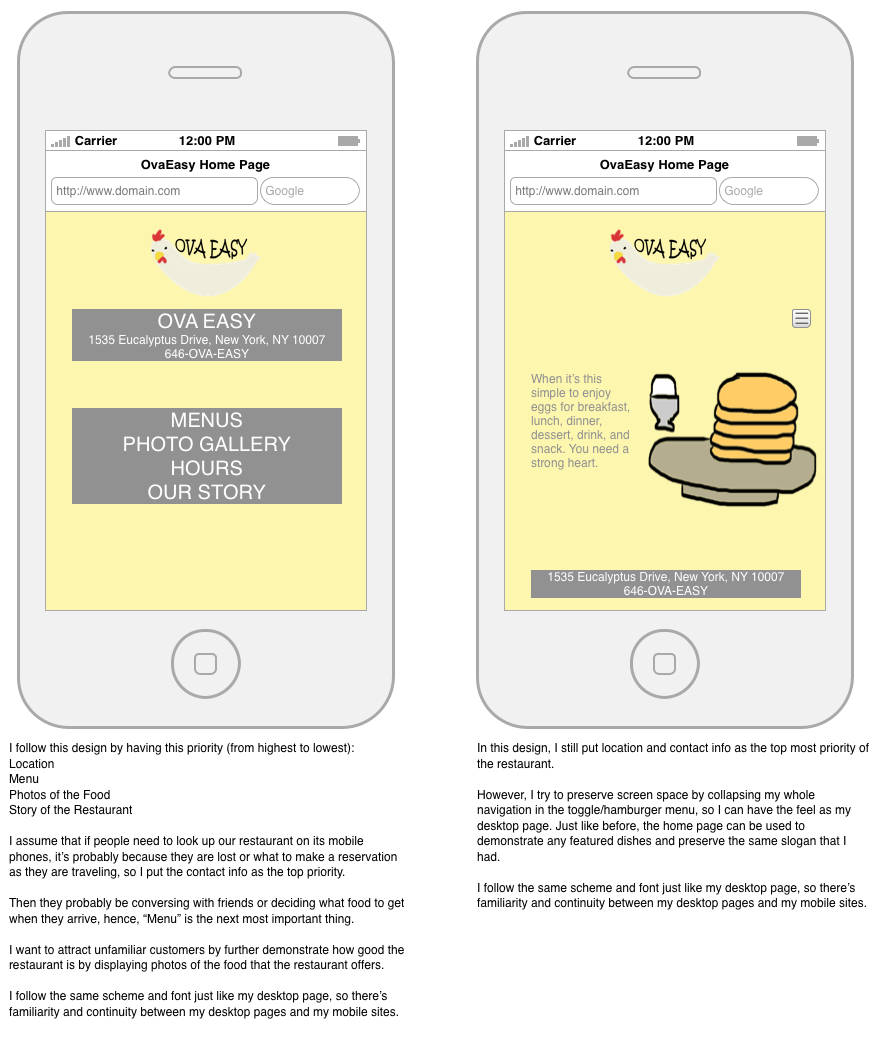 Carrier
12:00 PM
OvaEasy Home Page
http://www.domain.com
Google
OVA EASY
OVA EASY
1535 Eucalyptus Drive, New York, NY 10007
646-OVA-EASY
MENUS
PHOTO GALLERY
HOURS
OUR STORY
I follow this design by having this priority (from highest to lowest):
Location
Menu
Photos of the Food
Story of the Restaurant
I assume that if people need to look up our restaurant on its mobile
phones, it’s probably because they are lost or what to make a reservation
as they are traveling, so I put the contact info as the top priority.
Then they probably be conversing with friends or deciding what food to get
when they arrive, hence, “Menu” is the next most important thing.
I want to attract unfamiliar customers by further demonstrate how good the
restaurant is by displaying photos of the food that the restaurant offers.
I follow the same scheme and font just like my desktop page, so there’s
familiarity and continuity between my desktop pages and my mobile sites.
Carrier
12:00 PM
OvaEasy Home Page
http://www.domain.com
Google
OVA EASY
When it’s this
simple to enjoy
eggs for breakfast,
lunch, dinner,
dessert, drink, and
snack. You need a
strong heart.
1535 Eucalyptus Drive, New York, NY 10007
646-OVA-EASY
In this design, I still put location and contact info as the top most priority of
the restaurant.
However, I try to preserve screen space by collapsing my whole
navigation in the toggle/hamburger menu, so I can have the feel as my
desktop page. Just like before, the home page can be used to
demonstrate any featured dishes and preserve the same slogan that I
had.
I follow the same scheme and font just like my desktop page, so there’s
familiarity and continuity between my desktop pages and my mobile sites.